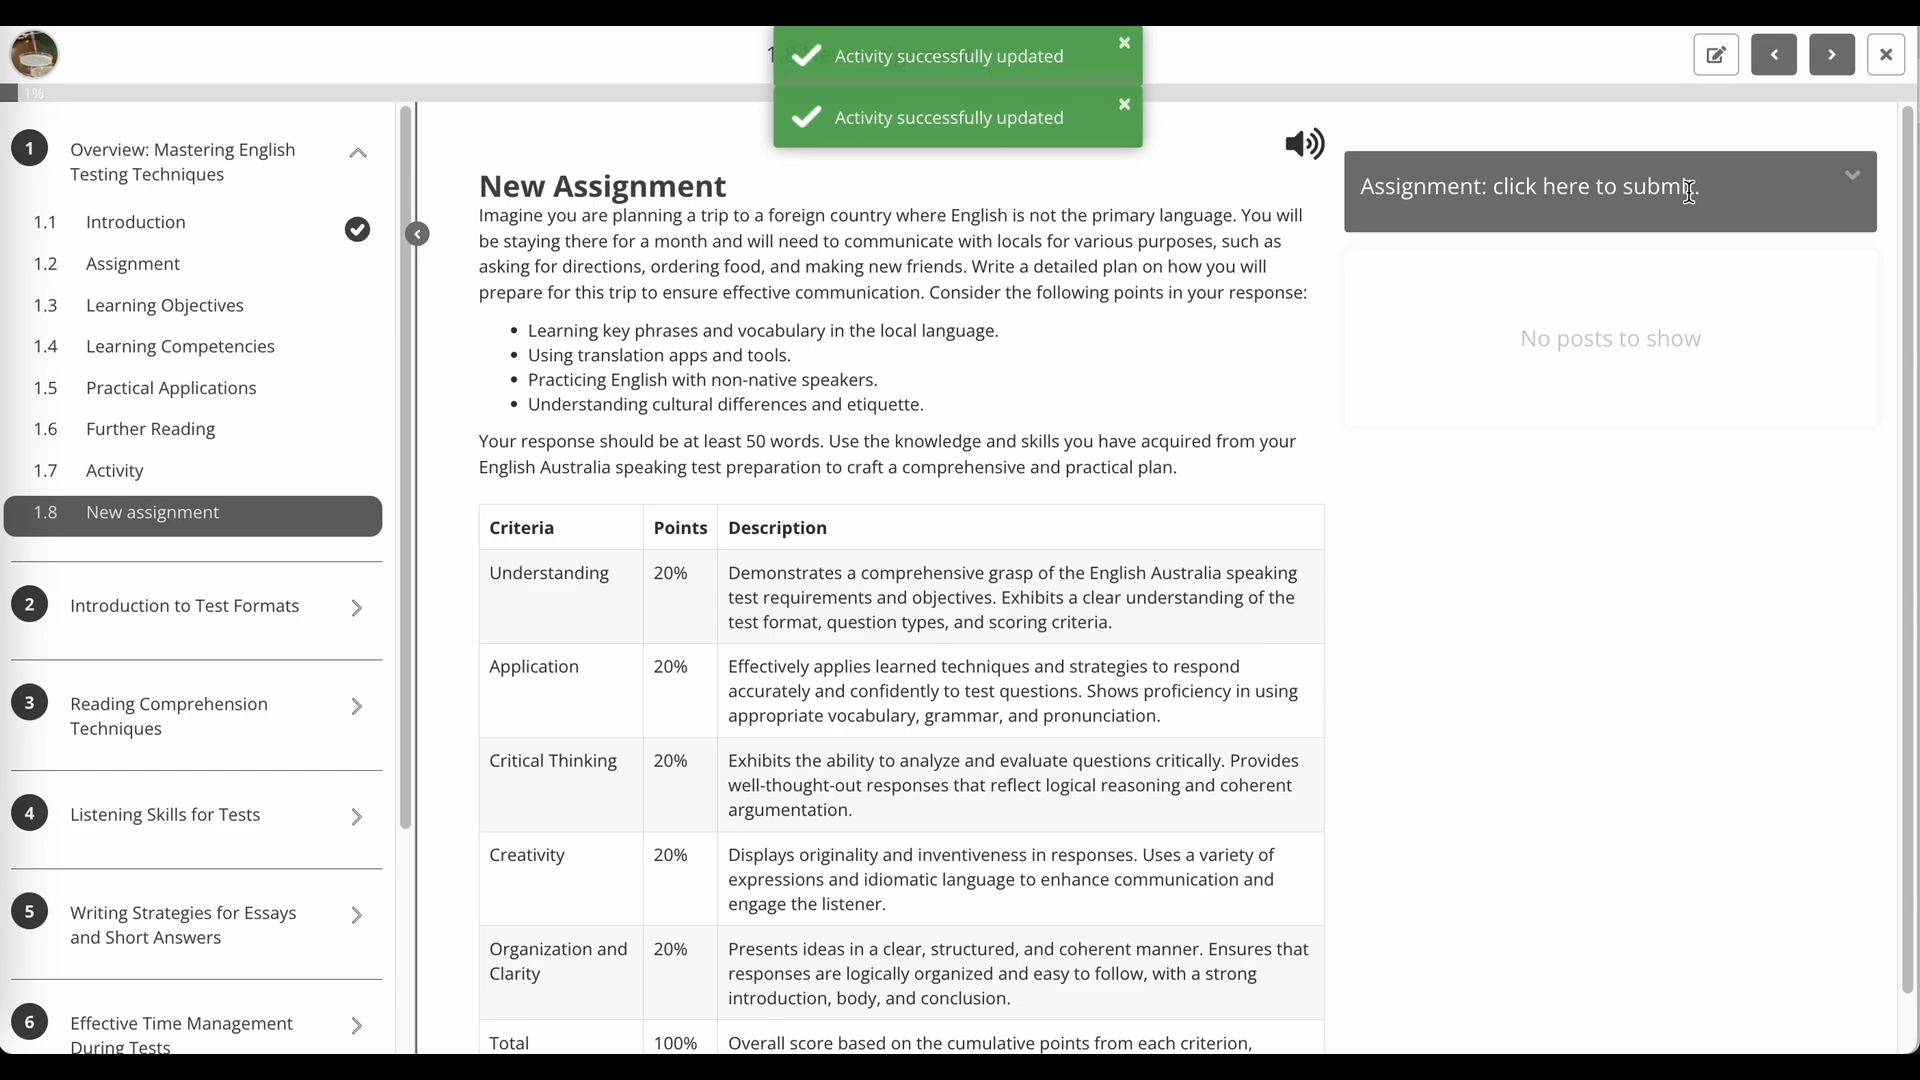 Activity successfully updated
Activity successfully updated
1%
1 Overview: Mastering English
Testing Techniques
1.1 Introduction
1.2 Assignment
1.3 Learning Objectives
1.4 Learning Competencies
1.5 Practical Applications
1.6 Further Reading
1.7 Activity
1.8 New assignment
2 Introduction to Test Formats
3 Reading Comprehension
Techniques
4 Listening Skills for Tests
5 Writing Strategies for Essays
and Short Answers
6 Effective Time Management
During Tests
New Assignment
Imagine you are planning a trip to a foreign country where English is not the primary language. You will
be staying there for a month and will need to communicate with locals for various purposes, such as
asking for directions, ordering food, and making new friends. Write a detailed plan on how you will
prepare for this trip to ensure effective communication. Consider the following points in your response:
• Learning key phrases and vocabulary in the local language.
• Using translation apps and tools.
• Practicing English with non-native speakers.
• Understanding cultural differences and etiquette.
Your response should be at least 50 words. Use the knowledge and skills you have acquired from your
English Australia speaking test preparation to craft a comprehensive and practical plan.
Criteria Points Description
Understanding 20% Demonstrates a comprehensive grasp of the English Australia speaking
test requirements and objectives. Exhibits a clear understanding of the
test format, question types, and scoring criteria.
Application 20% Effectively applies learned techniques and strategies to respond
accurately and confidently to test questions. Shows proficiency in using
appropriate vocabulary, grammar, and pronunciation.
Critical Thinking 20% Exhibits the ability to analyze and evaluate questions critically. Provides
well-thought-out responses that reflect logical reasoning and coherent
argumentation.
Creativity 20% Displays originality and inventiveness in responses. Uses a variety of
expressions and idiomatic language to enhance communication and
engage the listener.
Organization and 20% Presents ideas in a clear, structured, and coherent manner. Ensures that
Clarity responses are logically organized and easy to follow, with a strong
introduction, body, and conclusion.
Total 100% Overall score based on the cumulative points from each criterion,
Assignment: click here to submit.
No posts to show